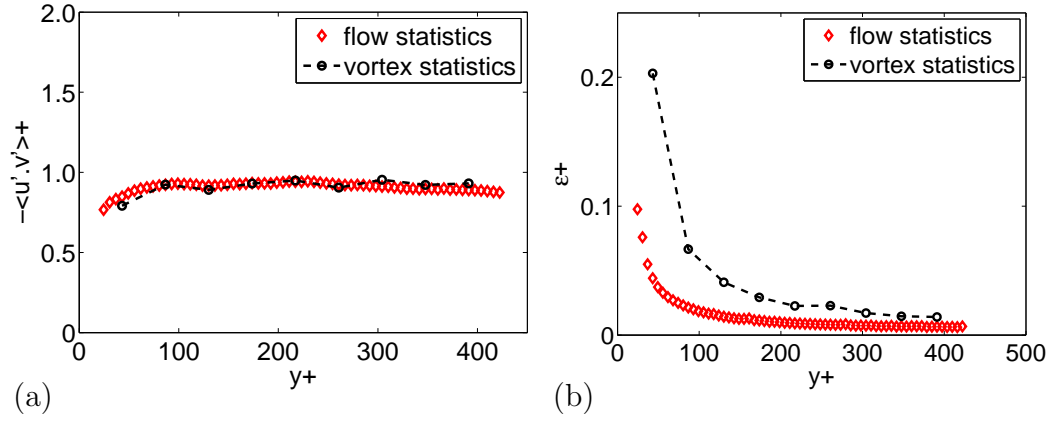 2.0
1.5
1.0
0.5
0
0 100 200 300 400
−<u'.v'>+
y+
flow statistics
vortex statistics
(a)
0.2
0.1
0
0 100 200 300 400 500
ε+
y+
flow statistics
vortex statistics
(b)